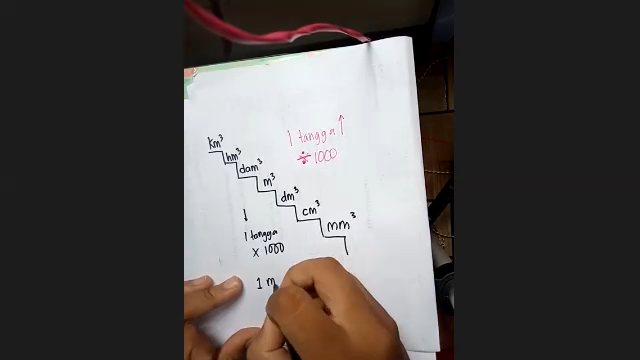 km³
hm³
dam³
m³
dm³
cm³
mm³
1 tangga ↑
÷ 1000
↓
1 tangga
x 1000
1 m